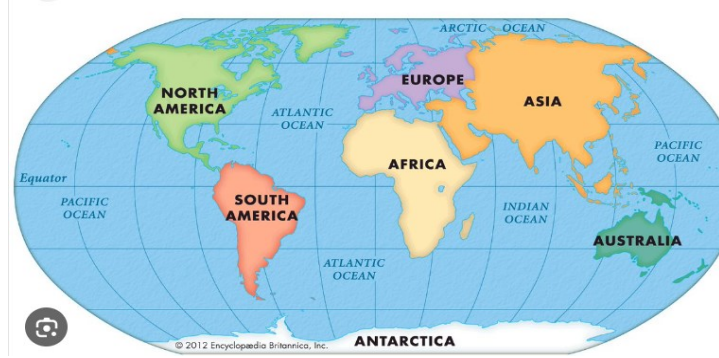 ARCTIC OCEAN
NORTH
AMERICA
EUROPE
ASIA
ATLANTIC
OCEAN
PACIFIC
OCEAN
AFRICA
Equator
PACIFIC
OCEAN
SOUTH
AMERICA
INDIAN
OCEAN
AUSTRALIA
ATLANTIC
OCEAN
ANTARCTICA
© 2012 Encyclopædia Britannica, Inc.